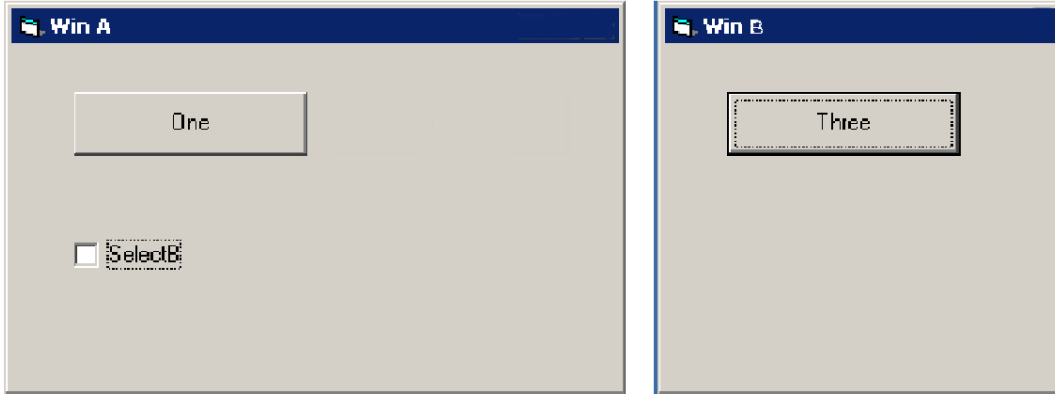 Win A
One
SelectB
Win B
Three